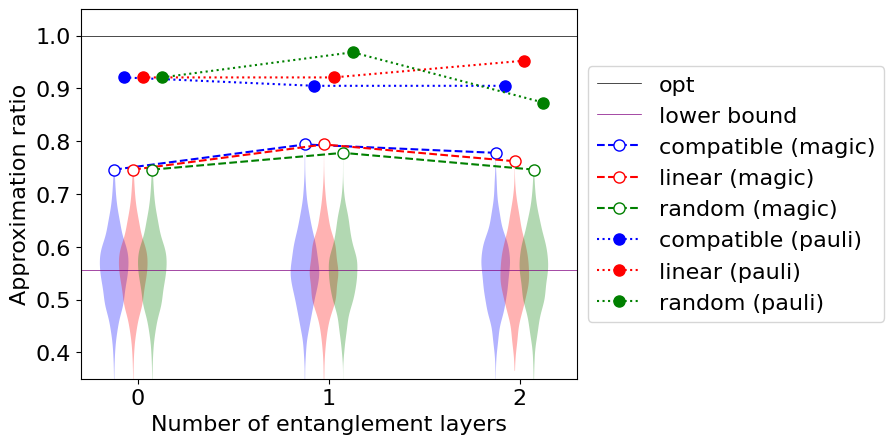 1.0
0.9
0.8
0.7
0.6
0.5
0.4
Approximation ratio
0 1 2
Number of entanglement layers
opt
lower bound
compatible (magic)
linear (magic)
random (magic)
compatible (pauli)
linear (pauli)
random (pauli)